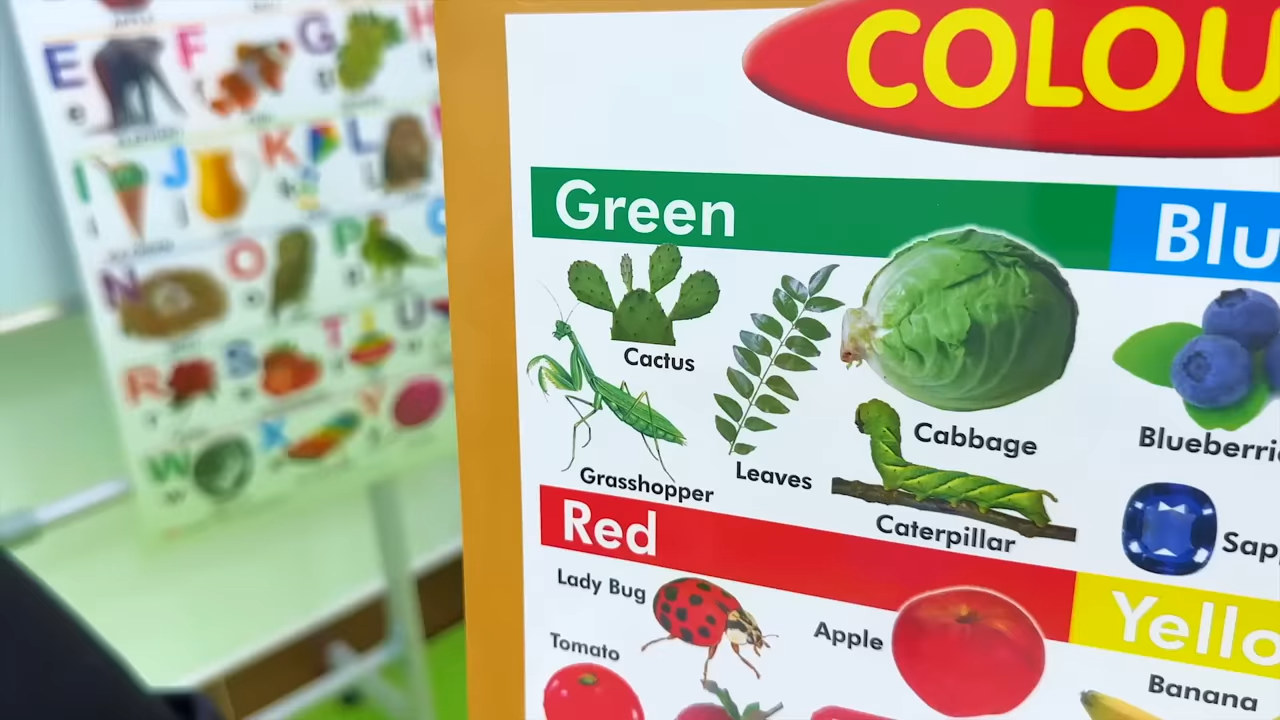 COLOU
Green
Blu
Cactus
Grasshopper
Leaves
Cabbage
Caterpillar
Blueberri
Sap
Red
Yello
Lady Bug
Tomato
Apple
Banana
E
F
G
H
e
I
J
K
L
N
O
P
R
S
T
U
W
X
Y